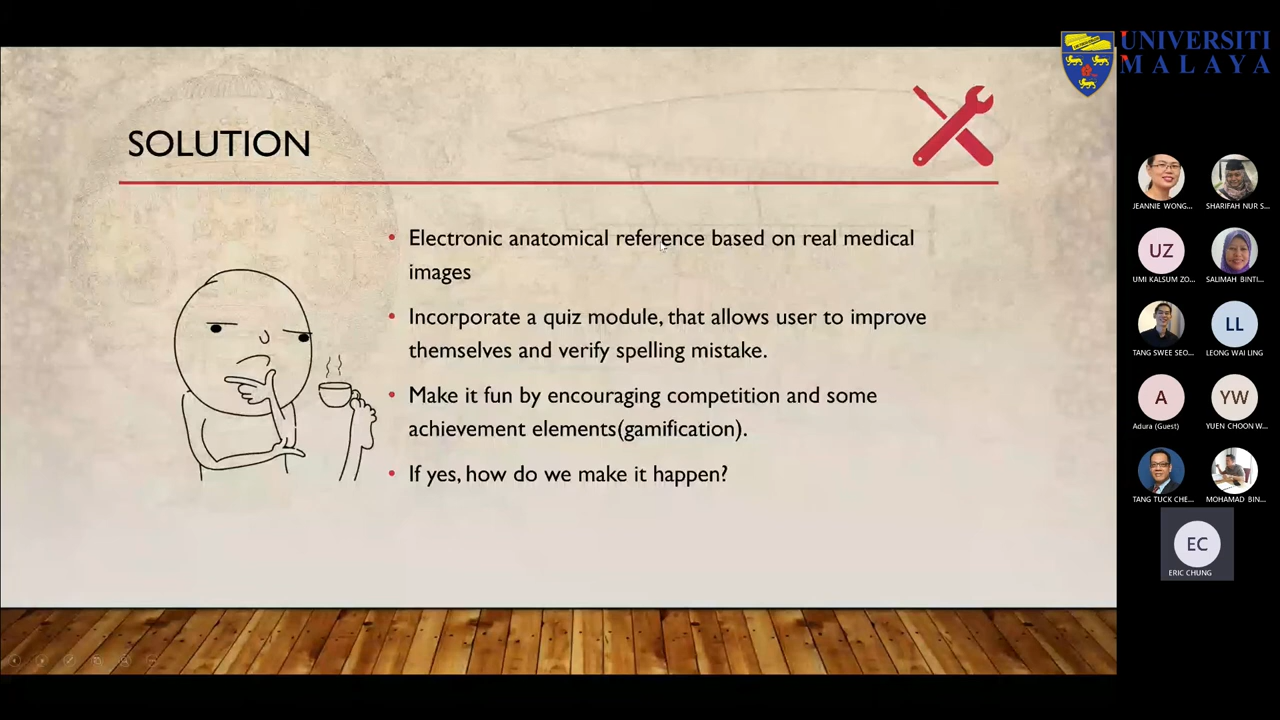 UNIVERSITI
MALAYA
SOLUTION
• Electronic anatomical reference based on real medical
images
• Incorporate a quiz module, that allows user to improve
themselves and verify spelling mistake.
• Make it fun by encouraging competition and some
achievement elements(gamification).
• If yes, how do we make it happen?
JEANNIE WONG...
SHARIFAH NUR S...
UZ
UMI KALSUM ZO...
SALIMAH BINTI...
TANG SWEE SEO...
LL
LEONG WAI LING
A
Adura (Guest)
YW
YUEN CHOON W...
TANG TUCK CHE...
MOHAMAD BIN...
EC
ERIC CHUNG